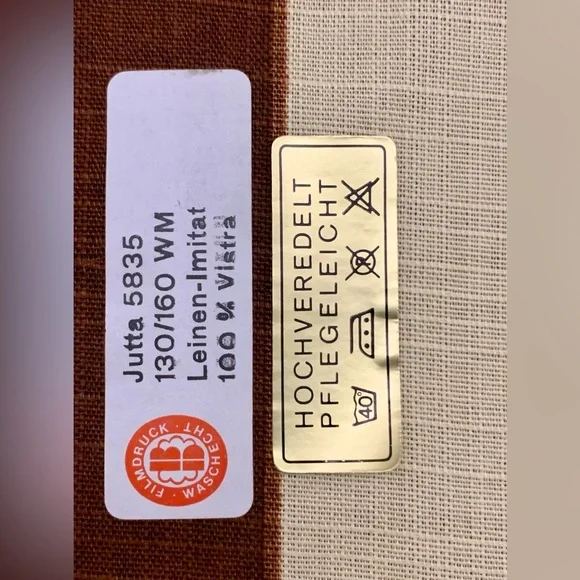 Jutta 5835
130/160 WM
Leinen-Imitat
100 % Vistra
FILMDRUCK · WASCHECHT ·
HOCHVEREDELT
PFLEGELEICHT
40°